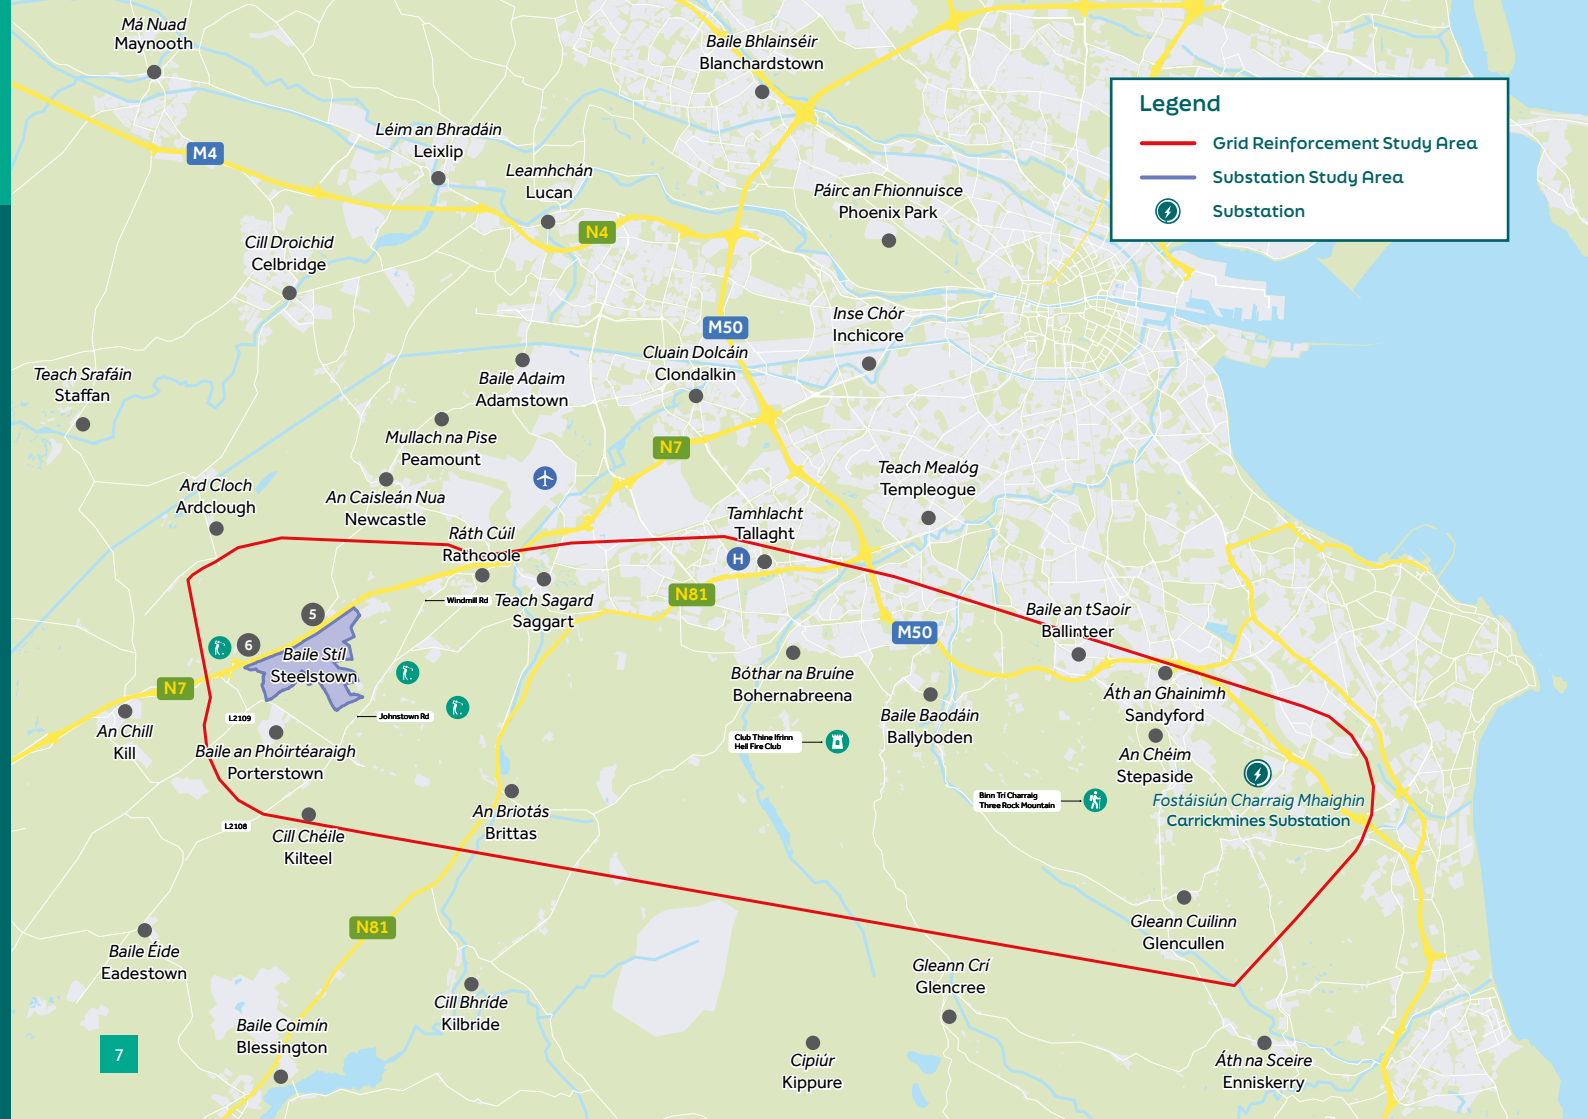 Má Nuad
Maynooth
Baile Bhlainséir
Blanchardstown
Legend
Grid Reinforcement Study Area
Substation Study Area
Substation
Léim an Bhradáin
Leixlip
M4
Leamhchán
Lucan
Páirc an Fhionnuisce
Phoenix Park
N4
Cill Droichid
Celbridge
Inse Chór
Inchicore
M50
Cluain Dolcáin
Clondalkin
Teach Srafáin
Staffan
Baile Adaim
Adamstown
Mullach na Pise
Peamount
N7
Teach Mealóg
Templeogue
Ard Cloch
Ardclough
An Caisleán Nua
Newcastle
Ráth Cúil
Rathcoole
Tamhlacht
Tallaght
H
Windmill Rd
Teach Sagard
Saggart
N81
5
6
Baile an tSaoir
Ballinteer
M50
Baile Stíl
Steelstown
Bóthar na Bruíne
Bohernabreena
N7
Áth an Ghainimh
Sandyford
Baile Baodáin
Ballyboden
L2109
Johnstown Rd
An Chill
Kill
Baile an Phóirtéaraigh
Porterstown
Club Thine Ifrinn
Hell Fire Club
An Chéim
Stepaside
Binn Trí Charraig
Three Rock Mountain
Fostáisiún Charraig Mhaighin
Carrickmines Substation
An Briotás
Brittas
L2108
Cill Chéile
Kilteel
N81
Gleann Cuilinn
Glencullen
Baile Éide
Eadestown
Gleann Crí
Glencree
Cill Bhríde
Kilbride
Baile Coimín
Blessington
7
Cipiúr
Kippure
Áth na Sceire
Enniskerry